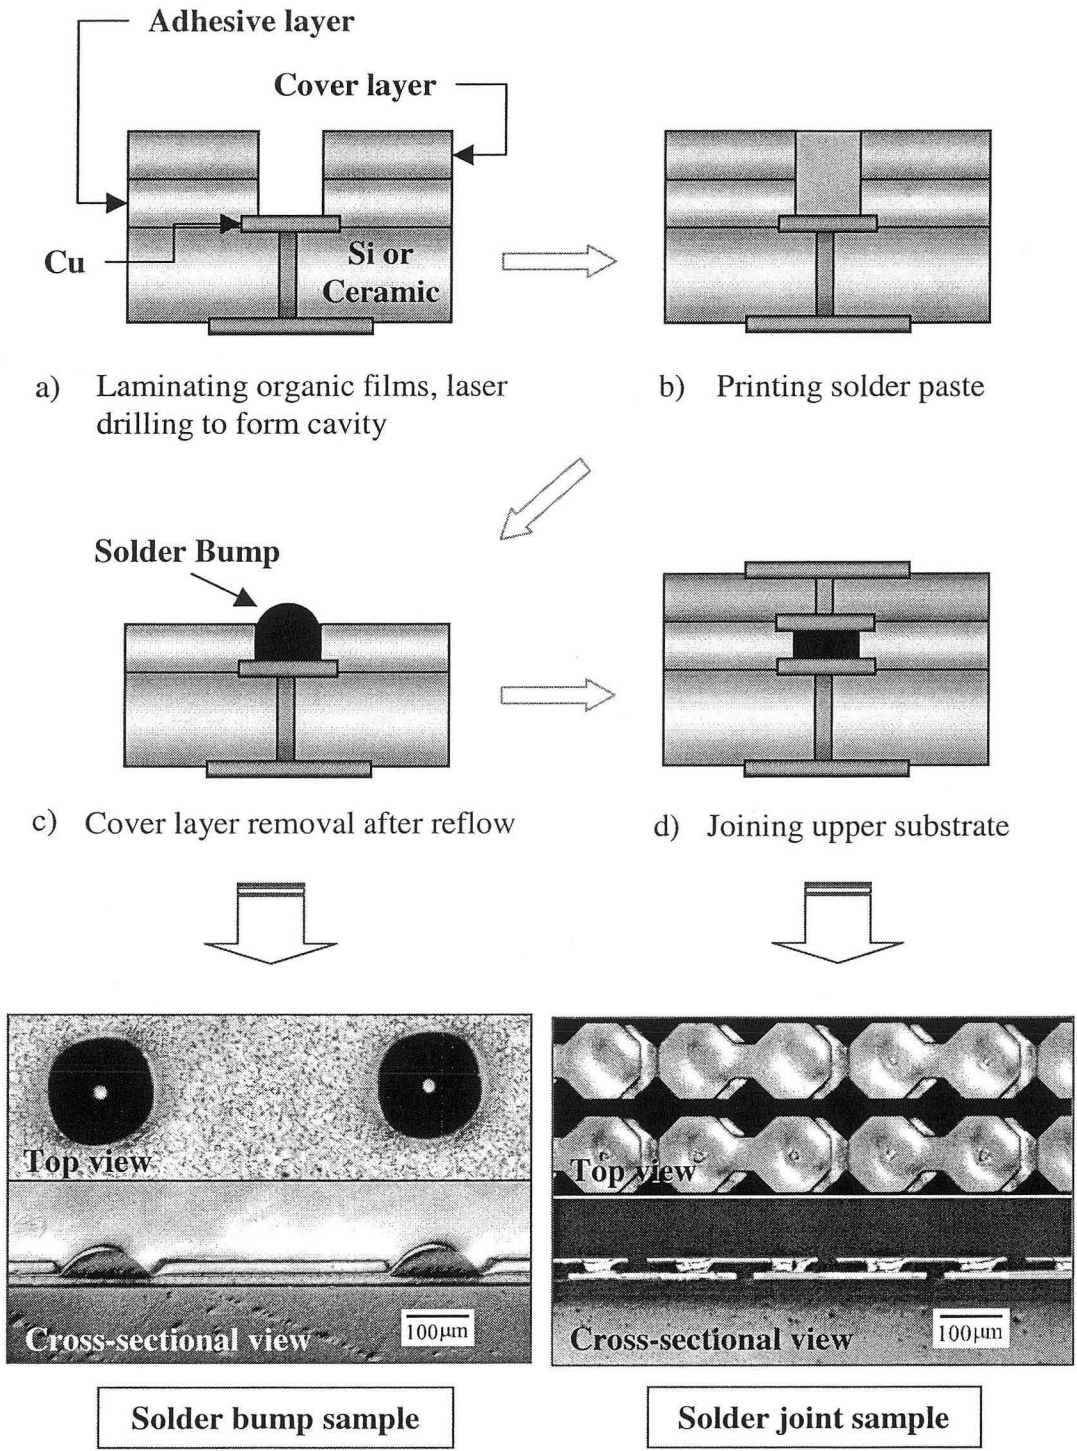 Adhesive layer
Cover layer
Cu
Si or
Ceramic
a) Laminating organic films, laser
drilling to form cavity
b) Printing solder paste
Solder Bump
c) Cover layer removal after reflow
d) Joining upper substrate
Top view
Cross-sectional view
100μm
Top view
Cross-sectional view
100μm
Solder bump sample
Solder joint sample